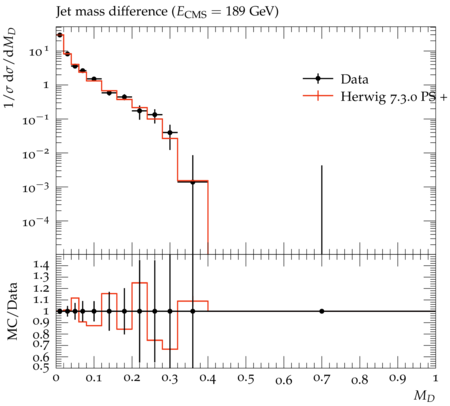 Jet mass difference (E_CMS = 189 GeV)
1/σ dσ/dM_D
10^1
1
10^−1
10^−2
10^−3
10^−4
Data
Herwig 7.3.0 PS +
MC/Data
1.4
1.3
1.2
1.1
1
0.9
0.8
0.7
0.6
0.5
0 0.1 0.2 0.3 0.4 0.5 0.6 0.7 0.8 0.9 1
M_D